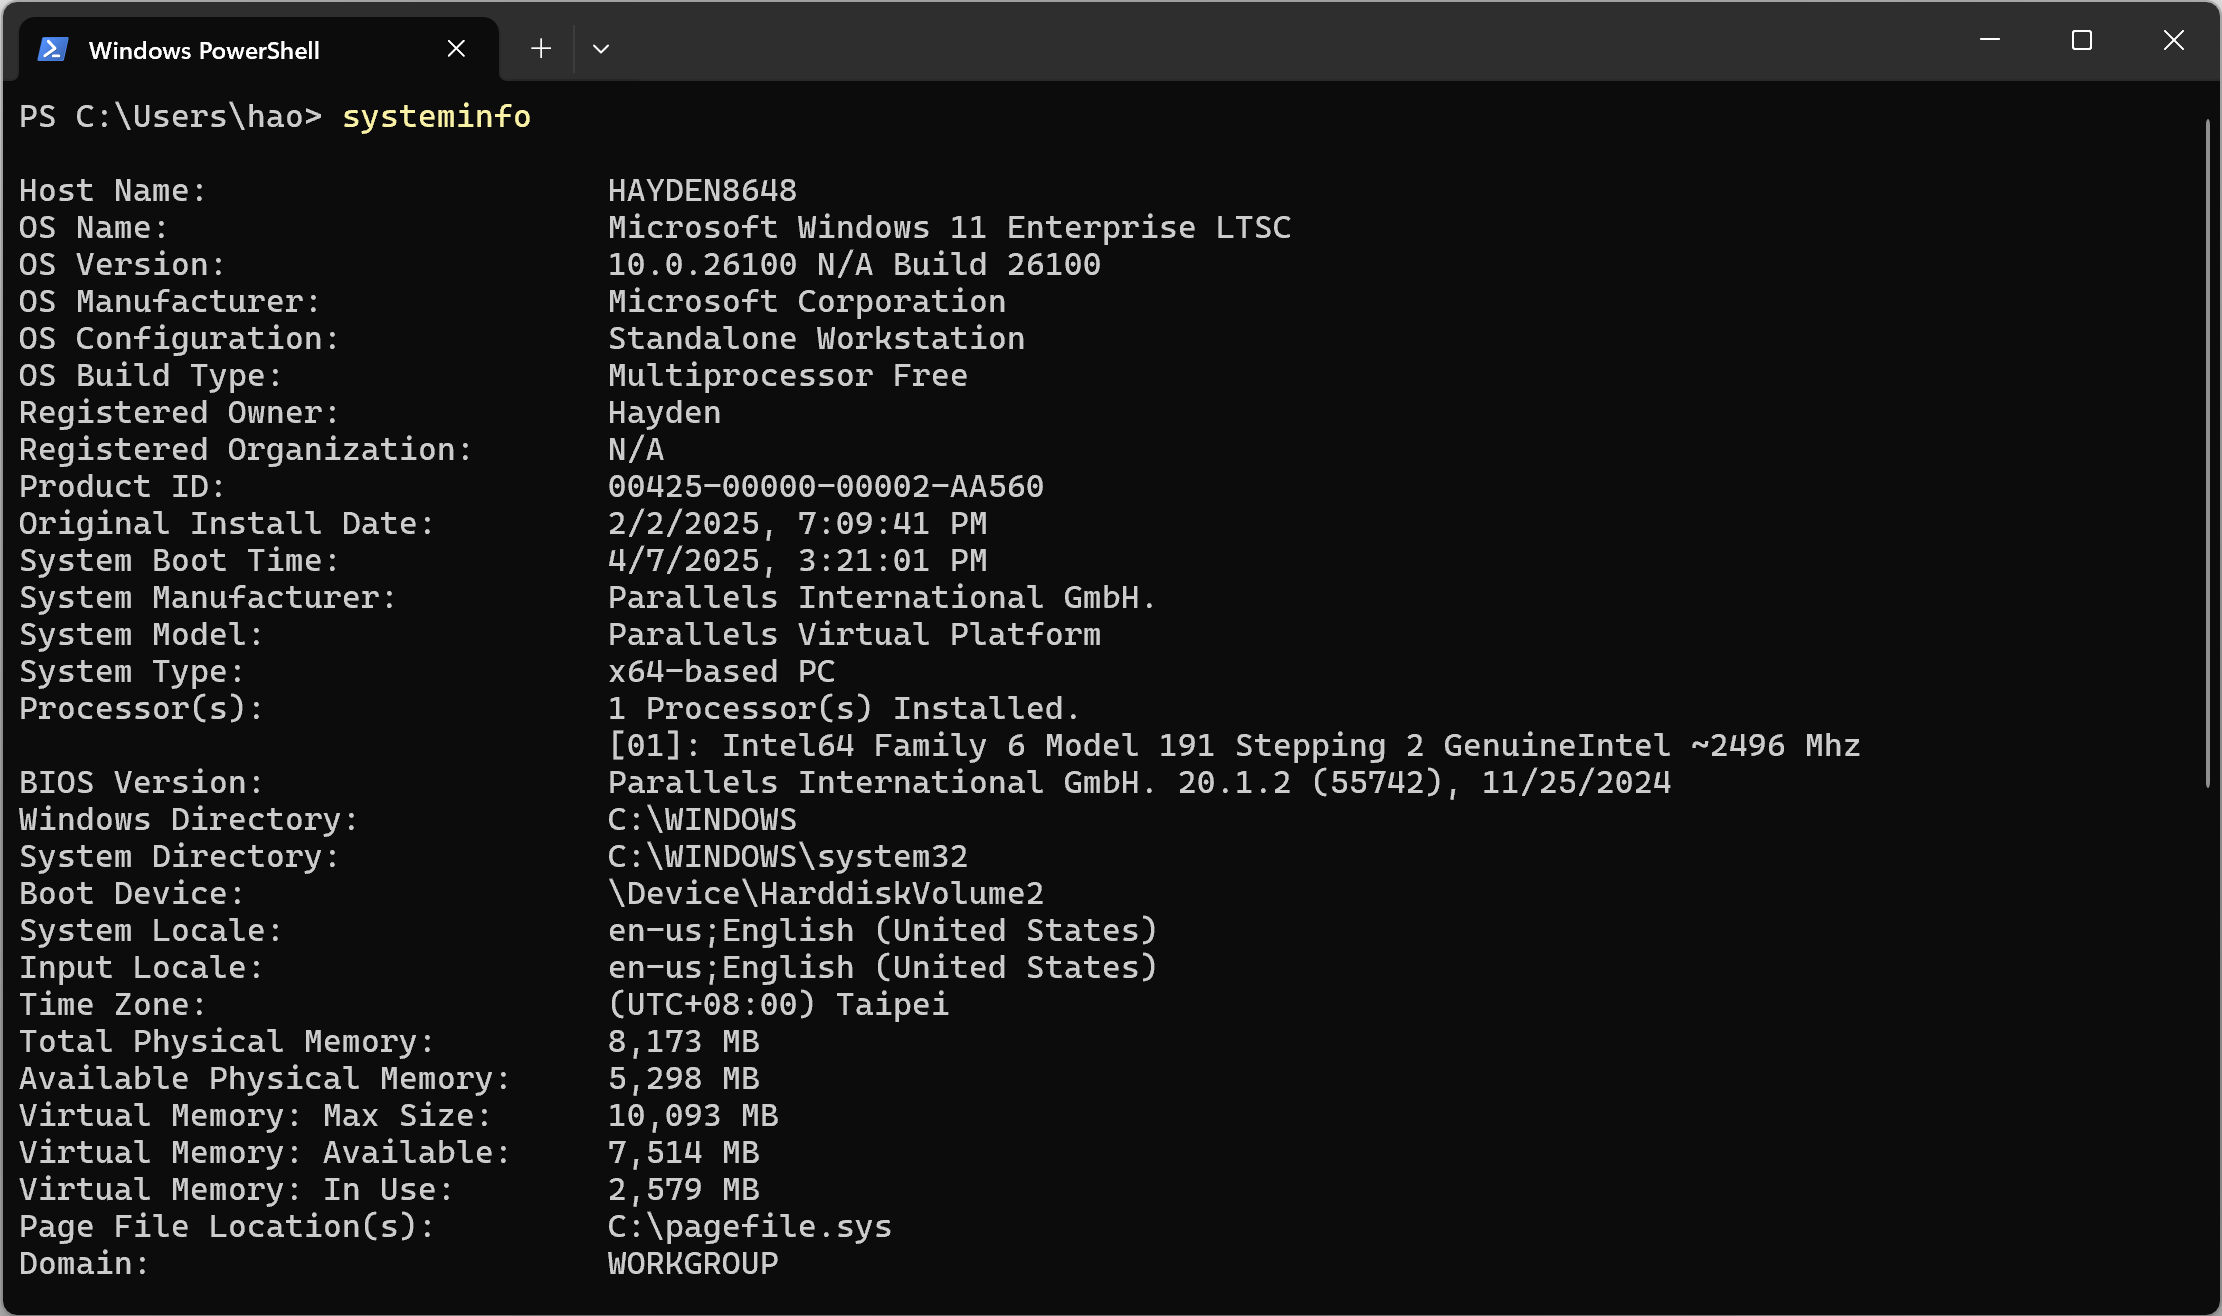 Windows PowerShell
PS C:\Users\hao> systeminfo
Host Name: HAYDEN8648
OS Name: Microsoft Windows 11 Enterprise LTSC
OS Version: 10.0.26100 N/A Build 26100
OS Manufacturer: Microsoft Corporation
OS Configuration: Standalone Workstation
OS Build Type: Multiprocessor Free
Registered Owner: Hayden
Registered Organization: N/A
Product ID: 00425-00000-00002-AA560
Original Install Date: 2/2/2025, 7:09:41 PM
System Boot Time: 4/7/2025, 3:21:01 PM
System Manufacturer: Parallels International GmbH.
System Model: Parallels Virtual Platform
System Type: x64-based PC
Processor(s): 1 Processor(s) Installed.
[01]: Intel64 Family 6 Model 191 Stepping 2 GenuineIntel ~2496 Mhz
BIOS Version: Parallels International GmbH. 20.1.2 (55742), 11/25/2024
Windows Directory: C:\WINDOWS
System Directory: C:\WINDOWS\system32
Boot Device: \Device\HarddiskVolume2
System Locale: en-us;English (United States)
Input Locale: en-us;English (United States)
Time Zone: (UTC+08:00) Taipei
Total Physical Memory: 8,173 MB
Available Physical Memory: 5,298 MB
Virtual Memory: Max Size: 10,093 MB
Virtual Memory: Available: 7,514 MB
Virtual Memory: In Use: 2,579 MB
Page File Location(s): C:\pagefile.sys
Domain: WORKGROUP